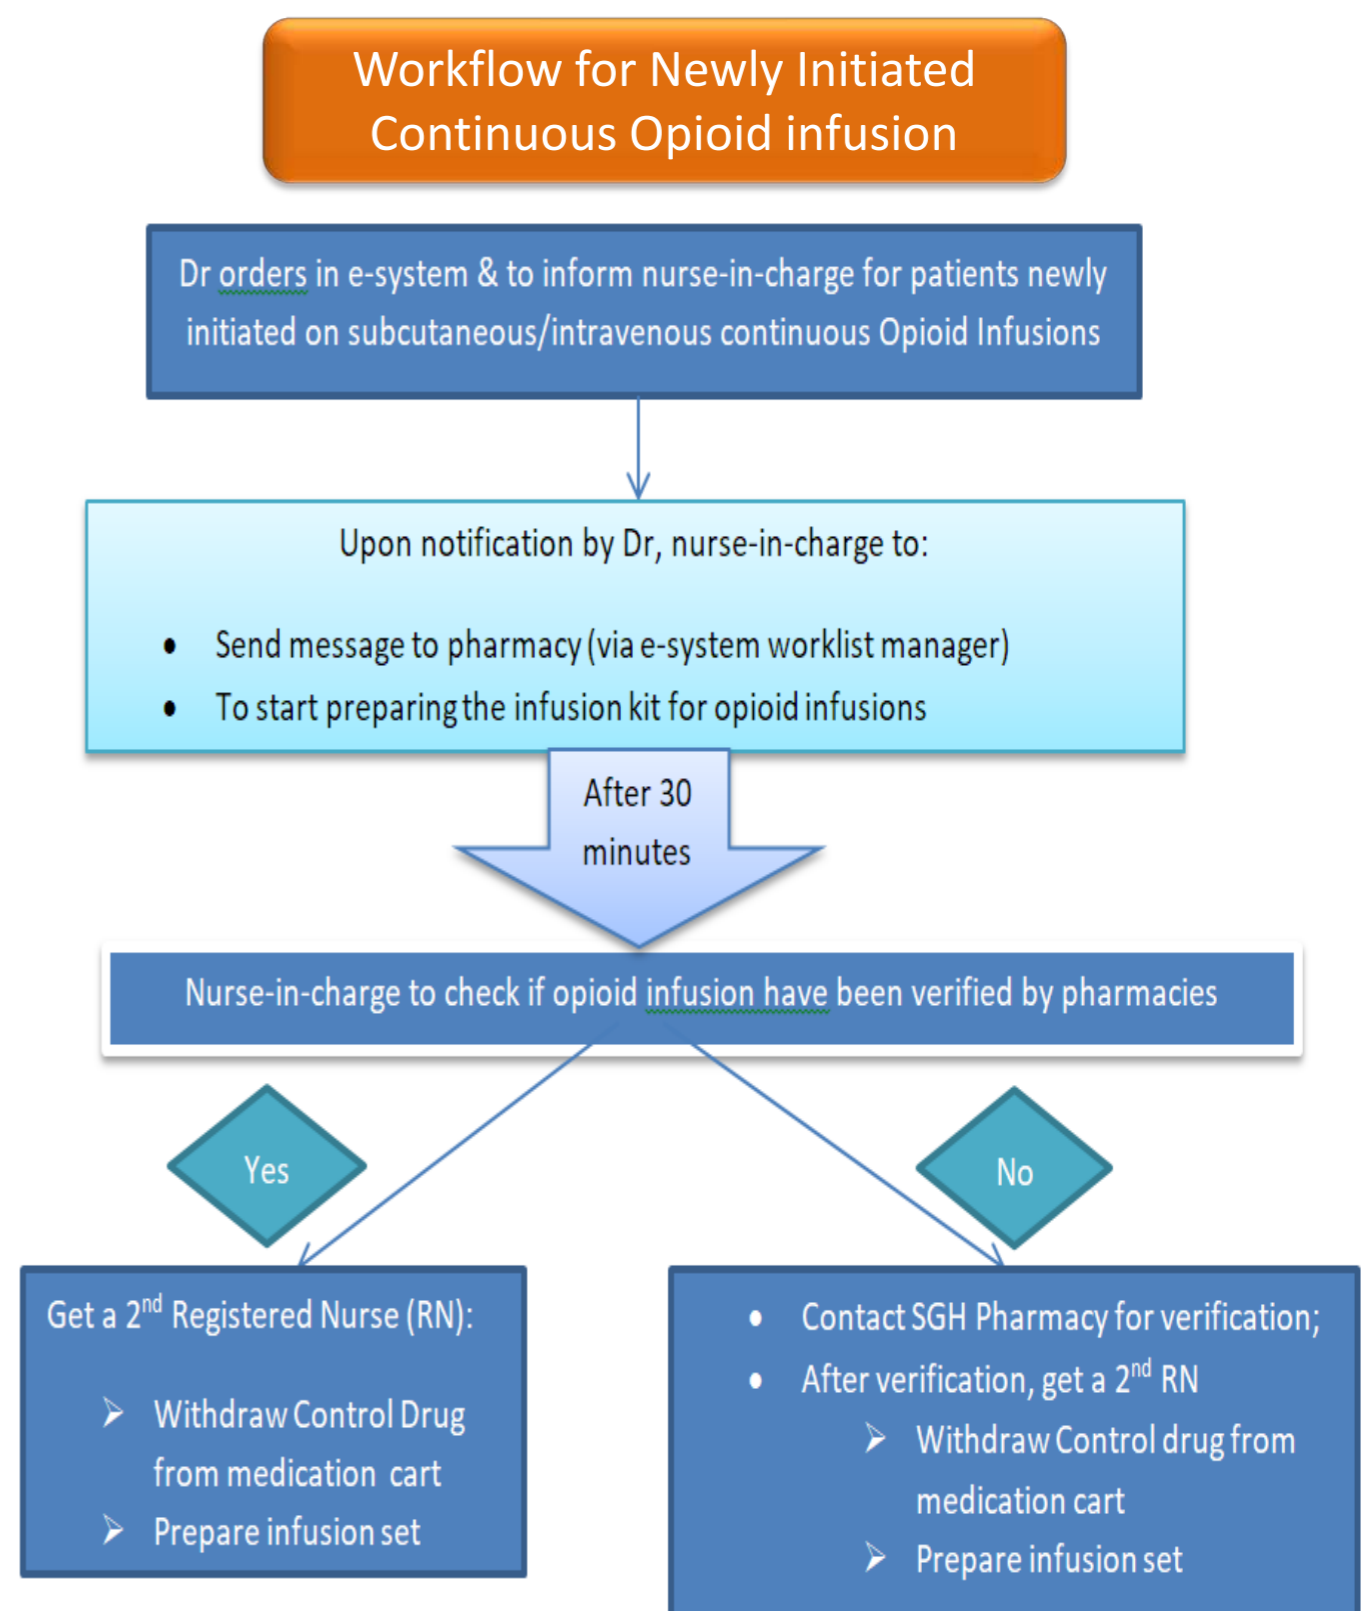 Workflow for Newly Initiated
Continuous Opioid infusion
Dr orders in e-system & to inform nurse-in-charge for patients newly
initiated on subcutaneous/intravenous continuous Opioid Infusions
Upon notification by Dr, nurse-in-charge to:
• Send message to pharmacy (via e-system worklist manager)
• To start preparing the infusion kit for opioid infusions
After 30
minutes
Nurse-in-charge to check if opioid infusion have been verified by pharmacies
Yes
No
Get a 2nd Registered Nurse (RN):
➢ Withdraw Control Drug
from medication cart
➢ Prepare infusion set
• Contact SGH Pharmacy for verification;
• After verification, get a 2nd RN
➢ Withdraw Control drug from
medication cart
➢ Prepare infusion set